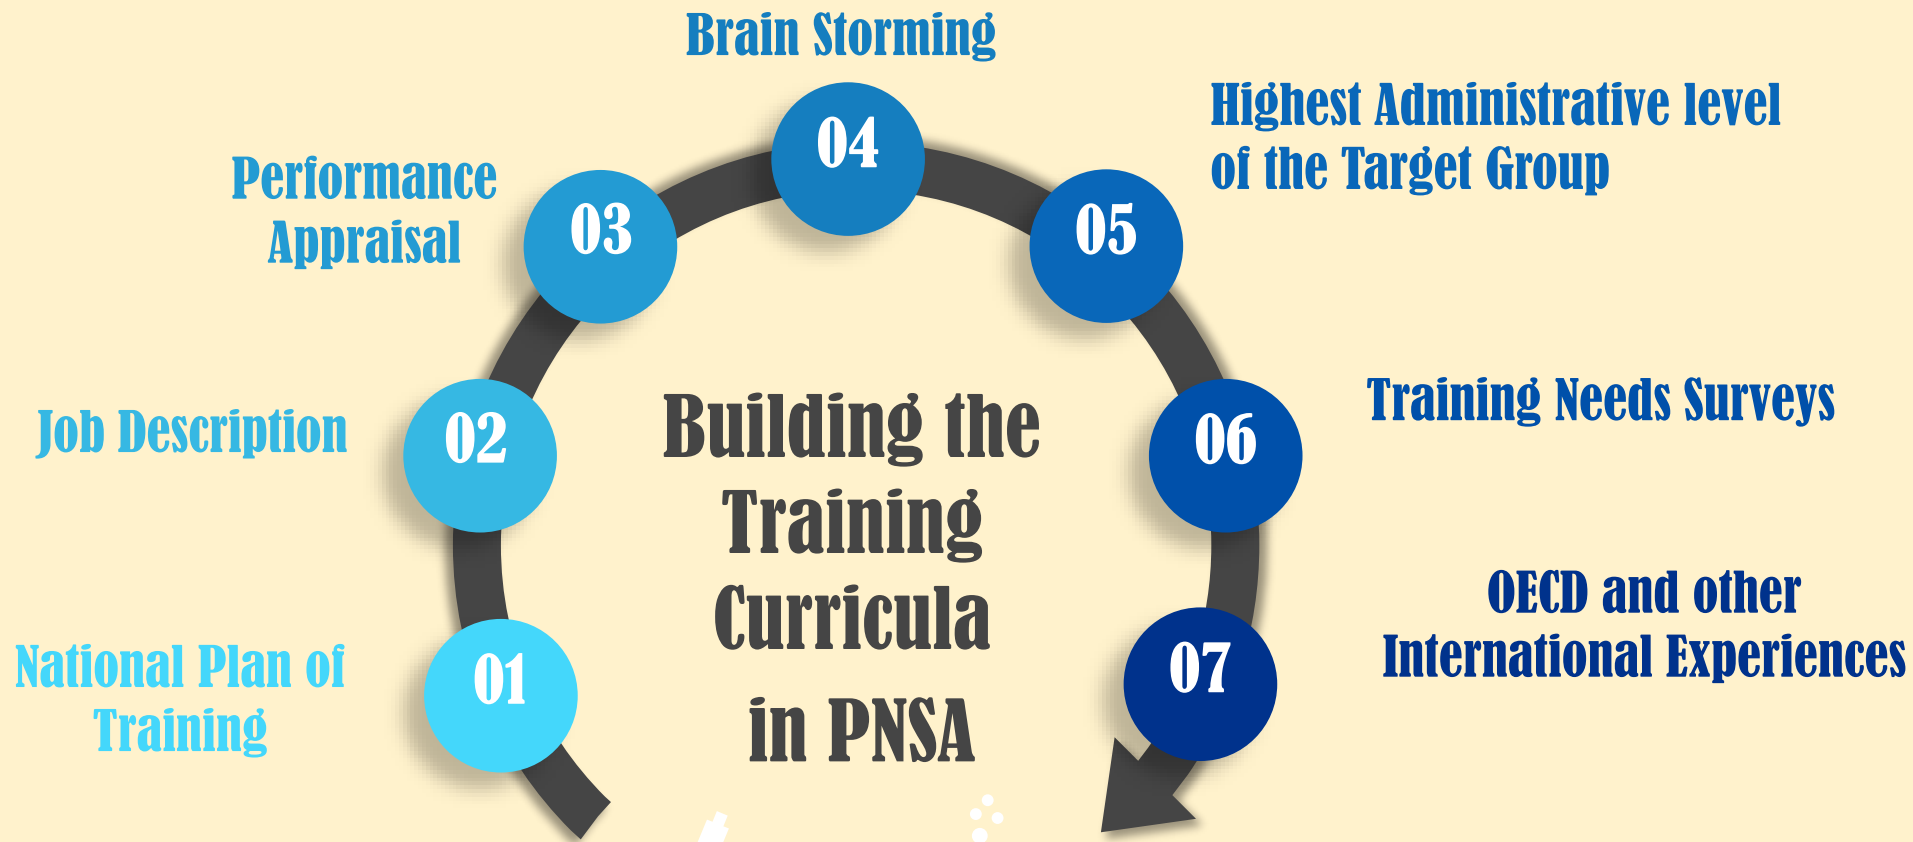 Brain Storming
04
Highest Administrative level
of the Target Group
05
Performance
Appraisal
03
Training Needs Surveys
06
Job Description
02
Building the
Training
Curricula
in PNSA
OECD and other
International Experiences
07
National Plan of
Training
01